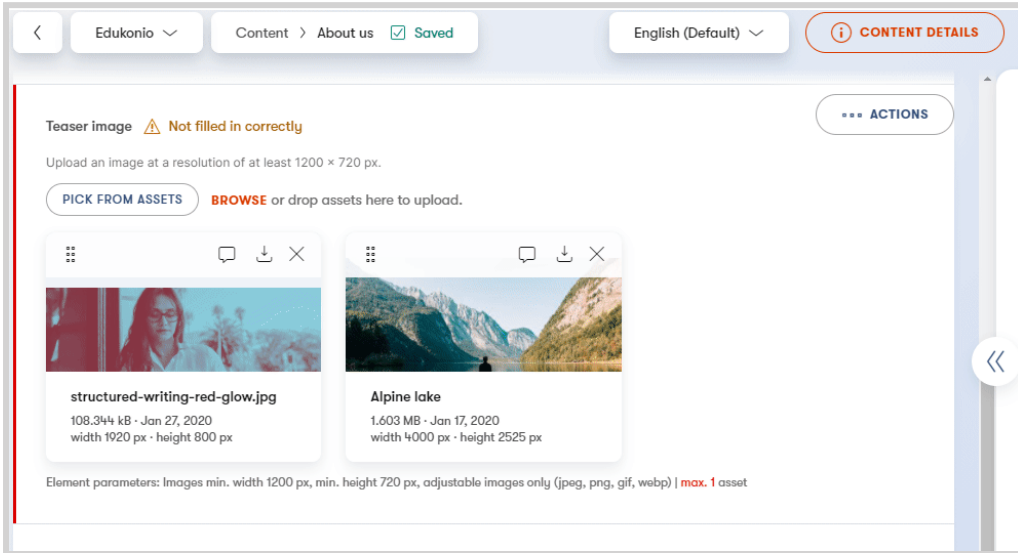 Edukonio
Content > About us Saved
English (Default)
CONTENT DETAILS
Teaser image Not filled in correctly
ACTIONS
Upload an image at a resolution of at least 1200 × 720 px.
PICK FROM ASSETS BROWSE or drop assets here to upload.
structured-writing-red-glow.jpg
108.344 kB · Jan 27, 2020
width 1920 px · height 800 px
Alpine lake
1.603 MB · Jan 17, 2020
width 4000 px · height 2525 px
Element parameters: Images min. width 1200 px, min. height 720 px, adjustable images only (jpeg, png, gif, webp) | max. 1 asset